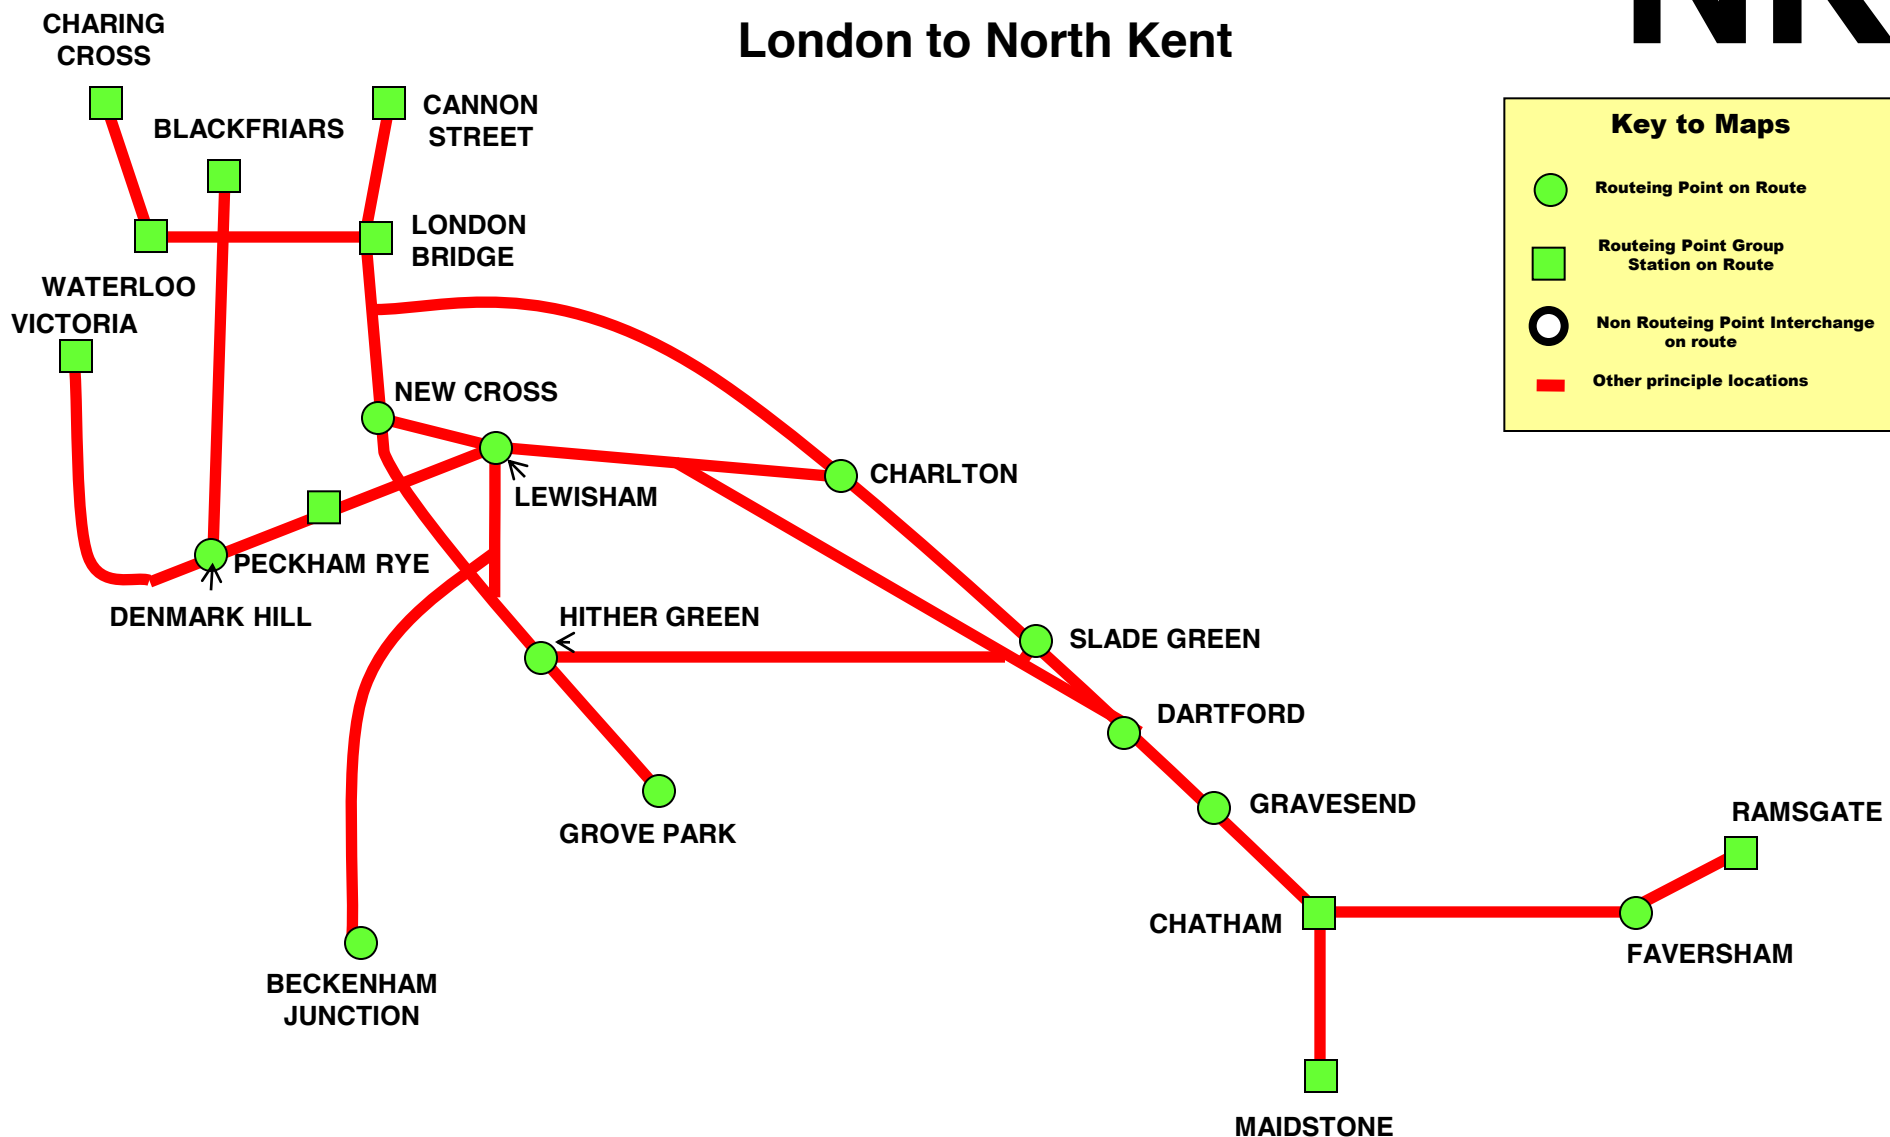 London to North Kent
NK
CHARING
CROSS
BLACKFRIARS
CANNON
STREET
LONDON
BRIDGE
WATERLOO
VICTORIA
NEW CROSS
LEWISHAM
CHARLTON
PECKHAM RYE
DENMARK HILL
HITHER GREEN
SLADE GREEN
DARTFORD
GROVE PARK
GRAVESEND
RAMSGATE
CHATHAM
FAVERSHAM
BECKENHAM
JUNCTION
MAIDSTONE
Key to Maps
Routeing Point on Route
Routeing Point Group
Station on Route
Non Routeing Point Interchange
on route
Other principle locations